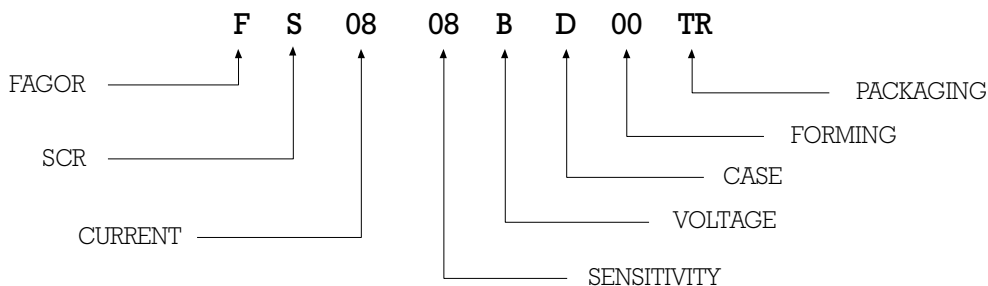 F S 08 08 B D 00 TR
FAGOR
PACKAGING
FORMING
SCR
CASE
VOLTAGE
CURRENT
SENSITIVITY